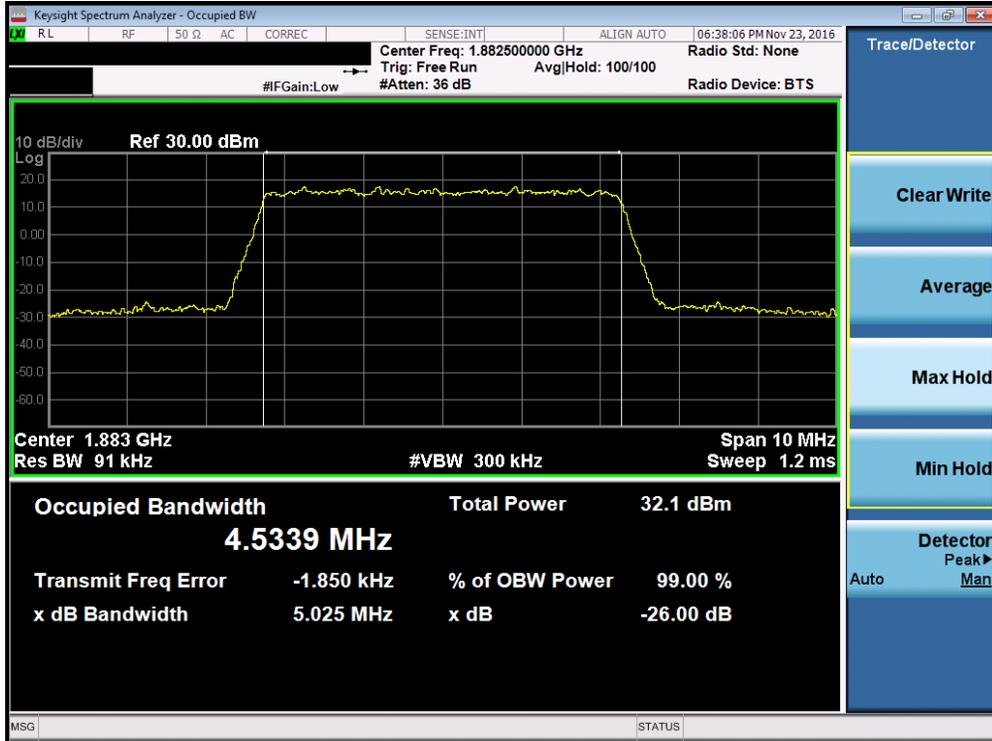 Keysight Spectrum Analyzer - Occupied BW
LXI RL RF 50 Ω AC CORREC SENSE:INT ALIGN AUTO 06:38:06 PM Nov 23, 2016
Center Freq: 1.882500000 GHz Radio Std: None
Trig: Free Run Avg|Hold: 100/100
#IFGain:Low #Atten: 36 dB Radio Device: BTS
10 dB/div Ref 30.00 dBm
Log
20.0
10.0
0.00
-10.0
-20.0
-30.0
-40.0
-50.0
-60.0
Center 1.883 GHz Span 10 MHz
Res BW 91 kHz #VBW 300 kHz Sweep 1.2 ms
Occupied Bandwidth Total Power 32.1 dBm
4.5339 MHz
Transmit Freq Error -1.850 kHz % of OBW Power 99.00 %
x dB Bandwidth 5.025 MHz x dB -26.00 dB
MSG STATUS
Trace/Detector
Clear Write
Average
Max Hold
Min Hold
Detector
Peak▶
Auto Man